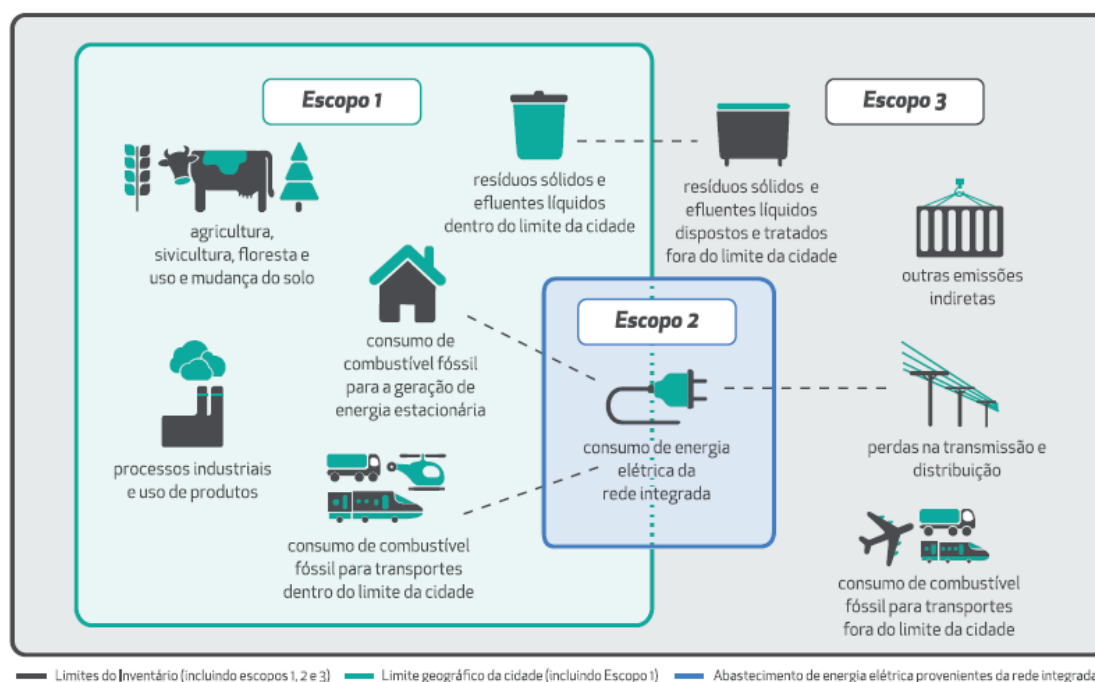 Escopo 1
Escopo 3
resíduos sólidos e
efluentes líquidos
dentro do limite da cidade
resíduos sólidos e
efluentes líquidos
dispostos e tratados
fora do limite da cidade
agricultura,
sivicultura, floresta e
uso e mudança do solo
outras emissões
indiretas
Escopo 2
consumo de
combustível fóssil
para a geração de
energia estacionária
consumo de energia
elétrica da
rede integrada
processos industriais
e uso de produtos
perdas na transmissão e
distribuição
consumo de combustível
fóssil para transportes
dentro do limite da cidade
consumo de combustível
fóssil para transportes
fora do limite da cidade
Limites do Inventário (incluindo escopos 1, 2 e 3)
Limite geográfico da cidade (incluindo Escopo 1)
Abastecimento de energia elétrica provenientes da rede integrada